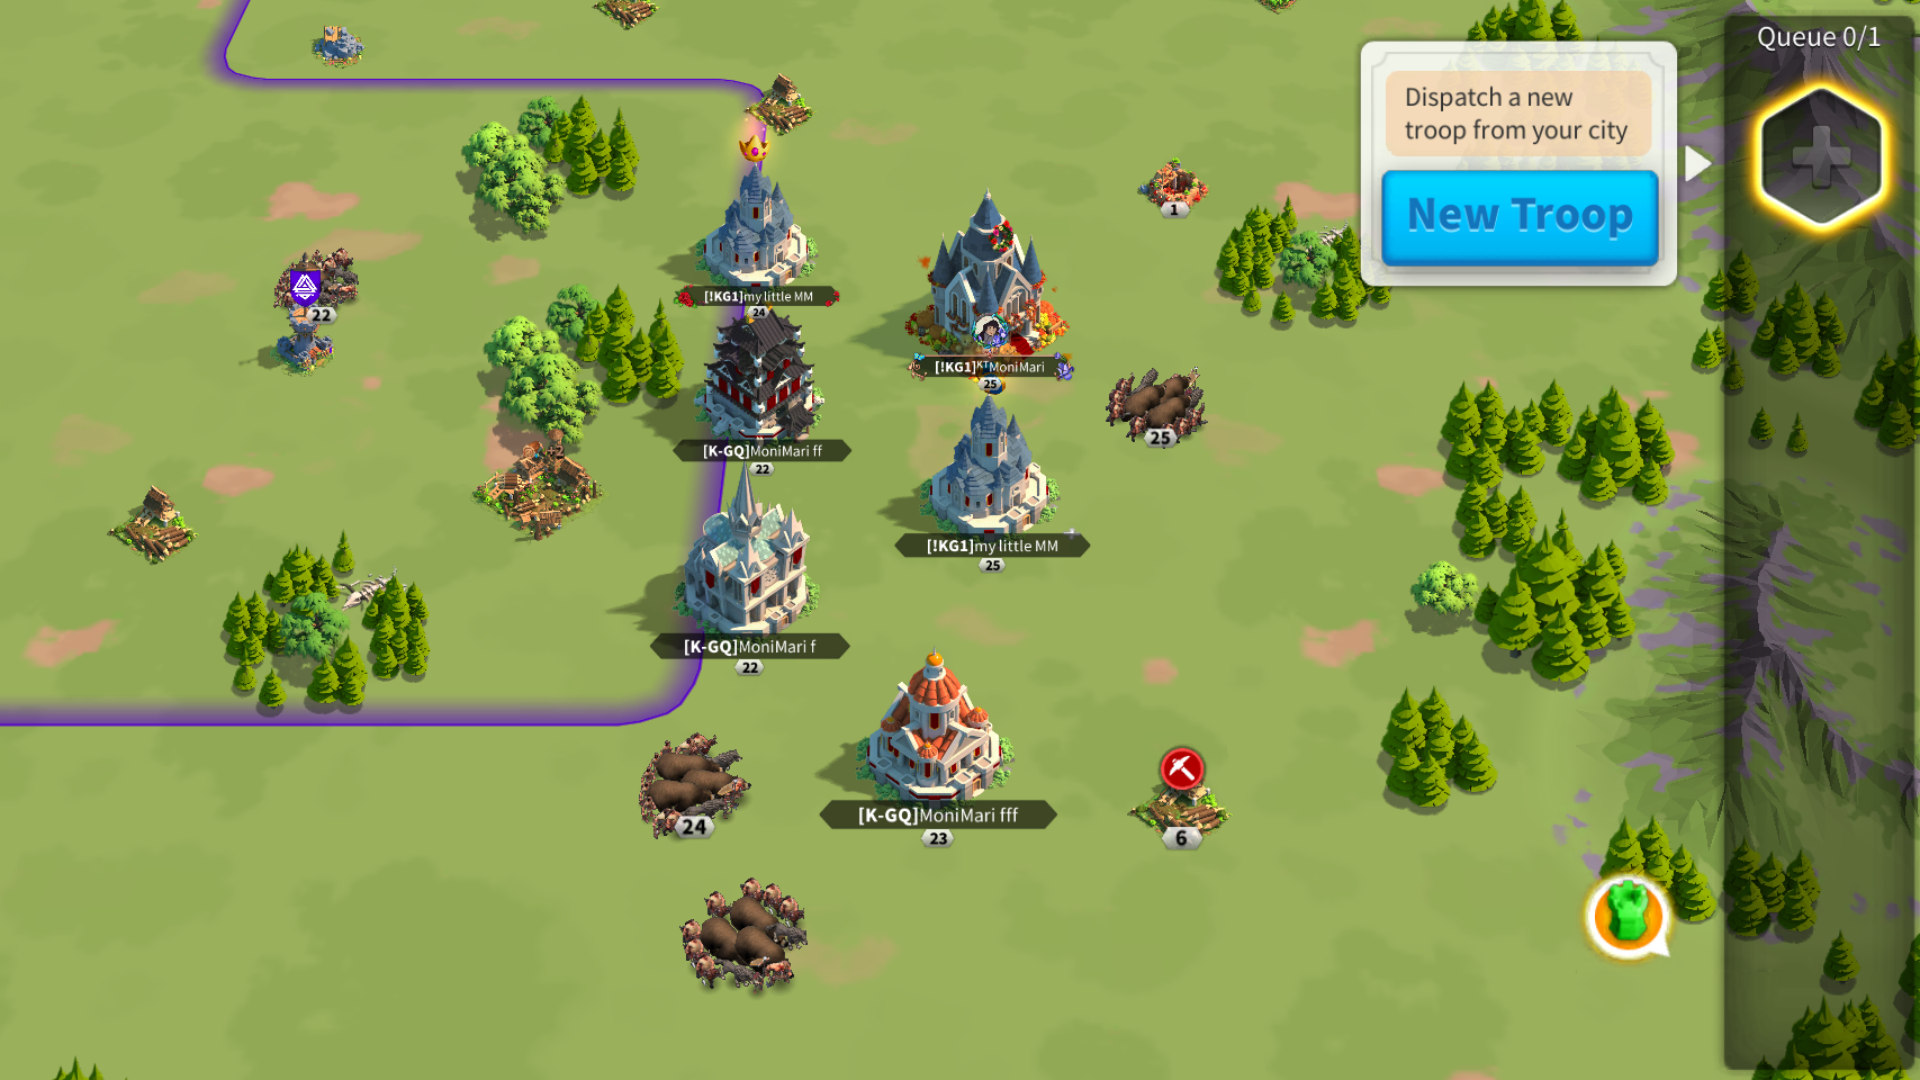 Queue 0/1
Dispatch a new
troop from your city
New Troop
1
[!KG1]my little MM
24
22
[!KG1]ᴷᵀMoniMari
25
25
[K-GQ]MoniMari ff
22
[!KG1]my little MM
25
[K-GQ]MoniMari f
22
[K-GQ]MoniMari fff
23
24
6